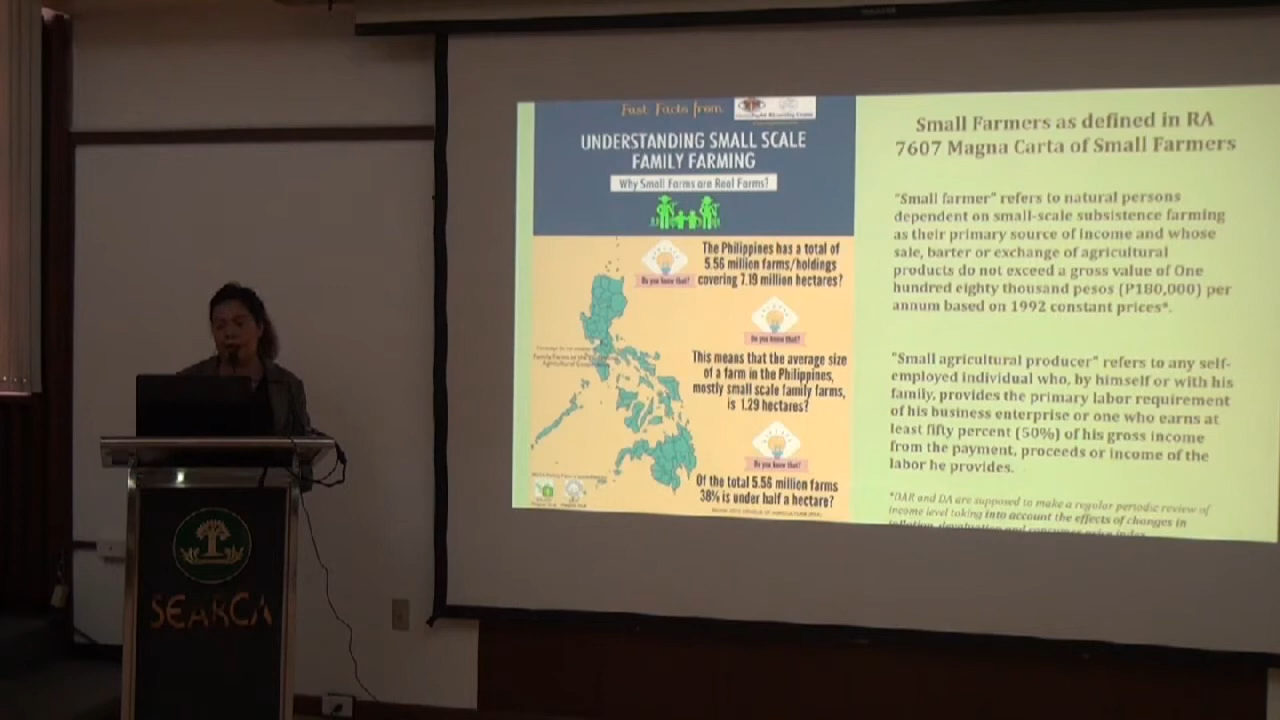 Fast Facts from
UNDERSTANDING SMALL SCALE
FAMILY FARMING
Why Small Farms are Real Farms?
The Philippines has a total of
5.56 million farms/holdings
Do you know that?
covering 7.19 million hectares?
Do you know that?
This means that the average size
of a farm in the Philippines,
mostly small scale family farms,
is 1.29 hectares?
Do you know that?
Of the total 5.56 million farms
38% is under half a hectare?
Small Farmers as defined in RA
7607 Magna Carta of Small Farmers
"Small farmer" refers to natural persons
dependent on small-scale subsistence farming
as their primary source of income and whose
sale, barter or exchange of agricultural
products do not exceed a gross value of One
hundred eighty thousand pesos (P180,000) per
annum based on 1992 constant prices*.
"Small agricultural producer" refers to any self-
employed individual who, by himself or with his
family, provides the primary labor requirement
of his business enterprise or one who earns at
least fifty percent (50%) of his gross income
from the payment, proceeds or income of the
labor he provides.
*DAR and DA are supposed to make a regular periodic review of
income level taking into account the effects of changes in
inflation, devaluation and consumer price index.
SEARCA